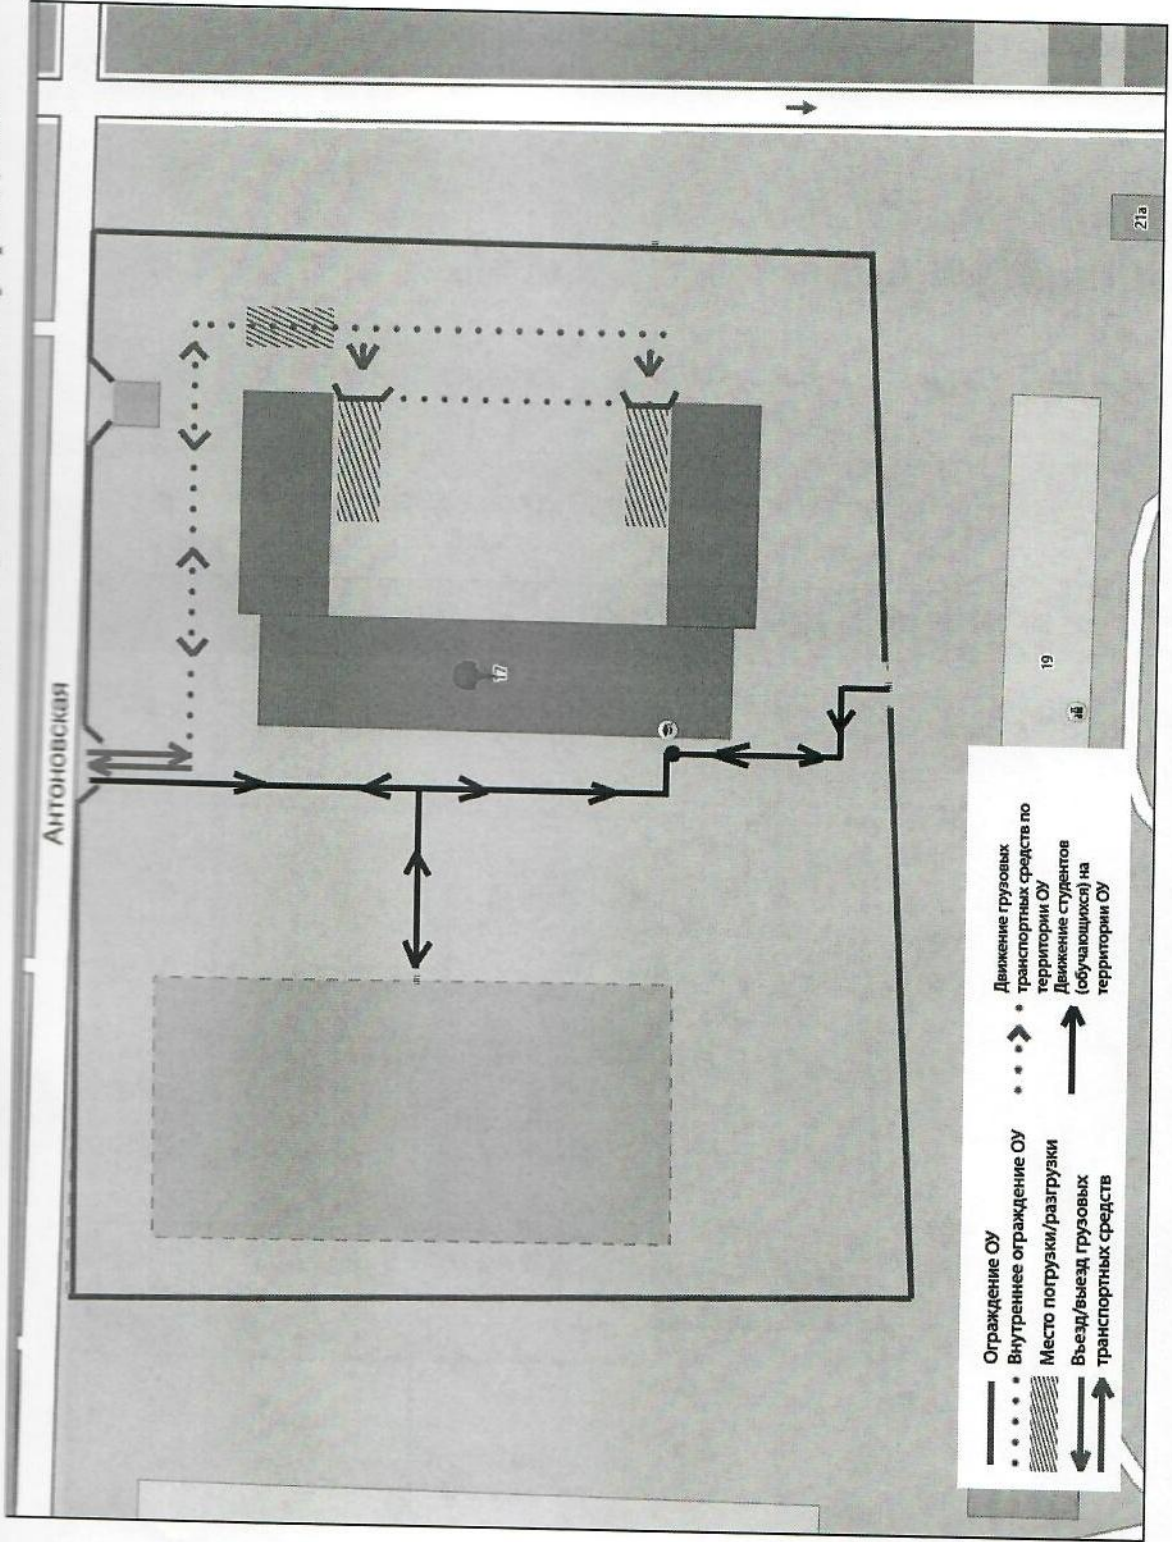 Антоновская
17
19
21а
Ограждение ОУ
Внутреннее ограждение ОУ
Место погрузки/разгрузки
Въезд/выезд грузовых
транспортных средств
Движение грузовых
транспортных средств по
территории ОУ
Движение студентов
(обучающихся) на
территории ОУ